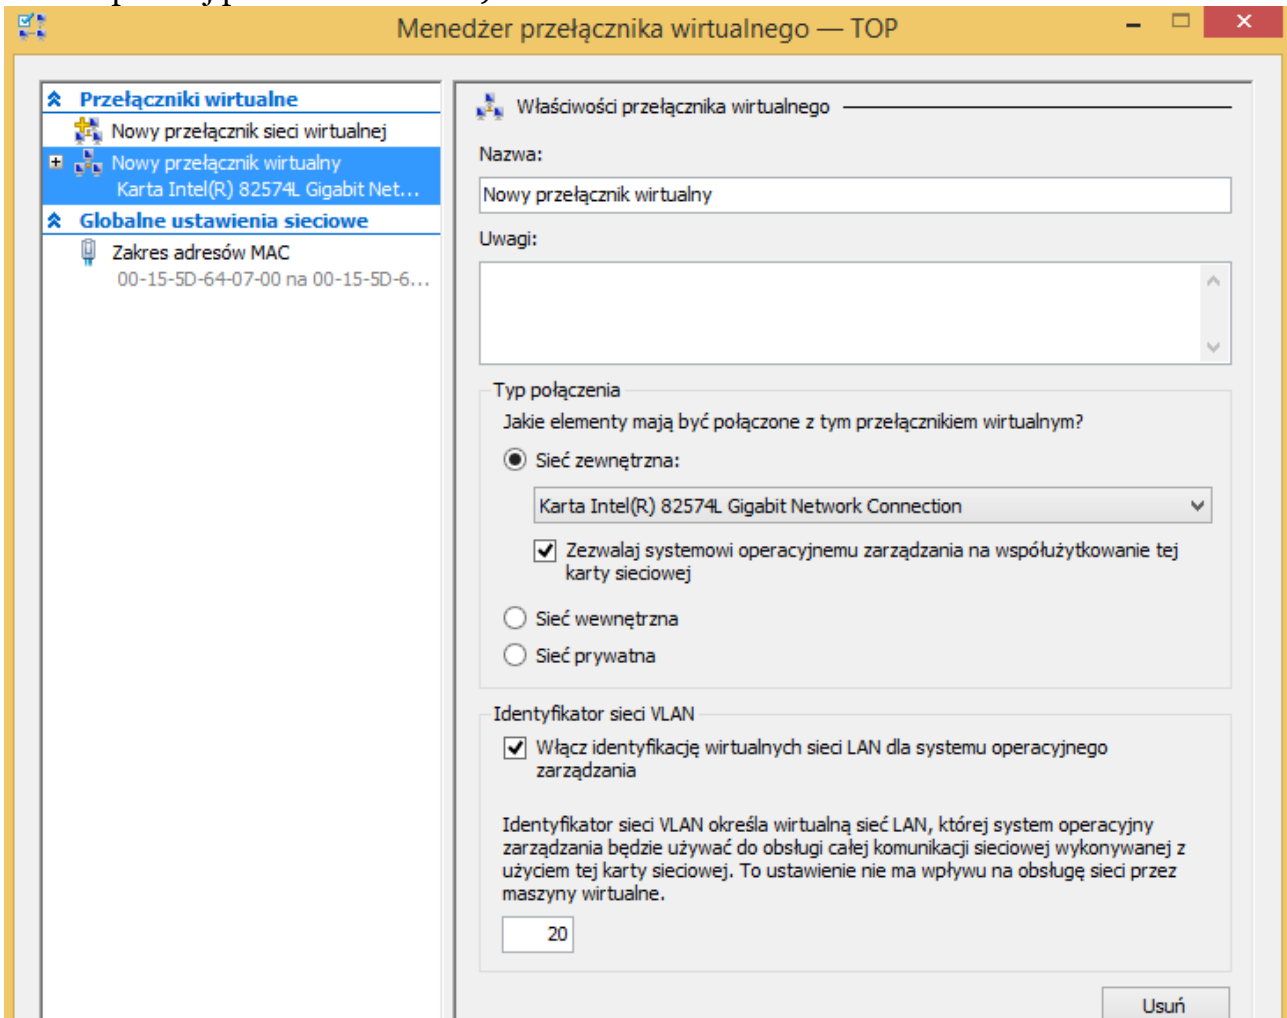 Menedżer przełącznika wirtualnego — TOP
Przełączniki wirtualne
Nowy przełącznik sieci wirtualnej
Nowy przełącznik wirtualny
Karta Intel(R) 82574L Gigabit Net...
Globalne ustawienia sieciowe
Zakres adresów MAC
00-15-5D-64-07-00 na 00-15-5D-6...
Właściwości przełącznika wirtualnego
Nazwa:
Nowy przełącznik wirtualny
Uwagi:
Typ połączenia
Jakie elementy mają być połączone z tym przełącznikiem wirtualnym?
Sieć zewnętrzna:
Karta Intel(R) 82574L Gigabit Network Connection
Zezwalaj systemowi operacyjnemu zarządzania na współużytkowanie tej
karty sieciowej
Sieć wewnętrzna
Sieć prywatna
Identyfikator sieci VLAN
Włącz identyfikację wirtualnych sieci LAN dla systemu operacyjnego
zarządzania
Identyfikator sieci VLAN określa wirtualną sieć LAN, której system operacyjny
zarządzania będzie używać do obsługi całej komunikacji sieciowej wykonywanej z
użyciem tej karty sieciowej. To ustawienie nie ma wpływu na obsługę sieci przez
maszyny wirtualne.
20
Usuń